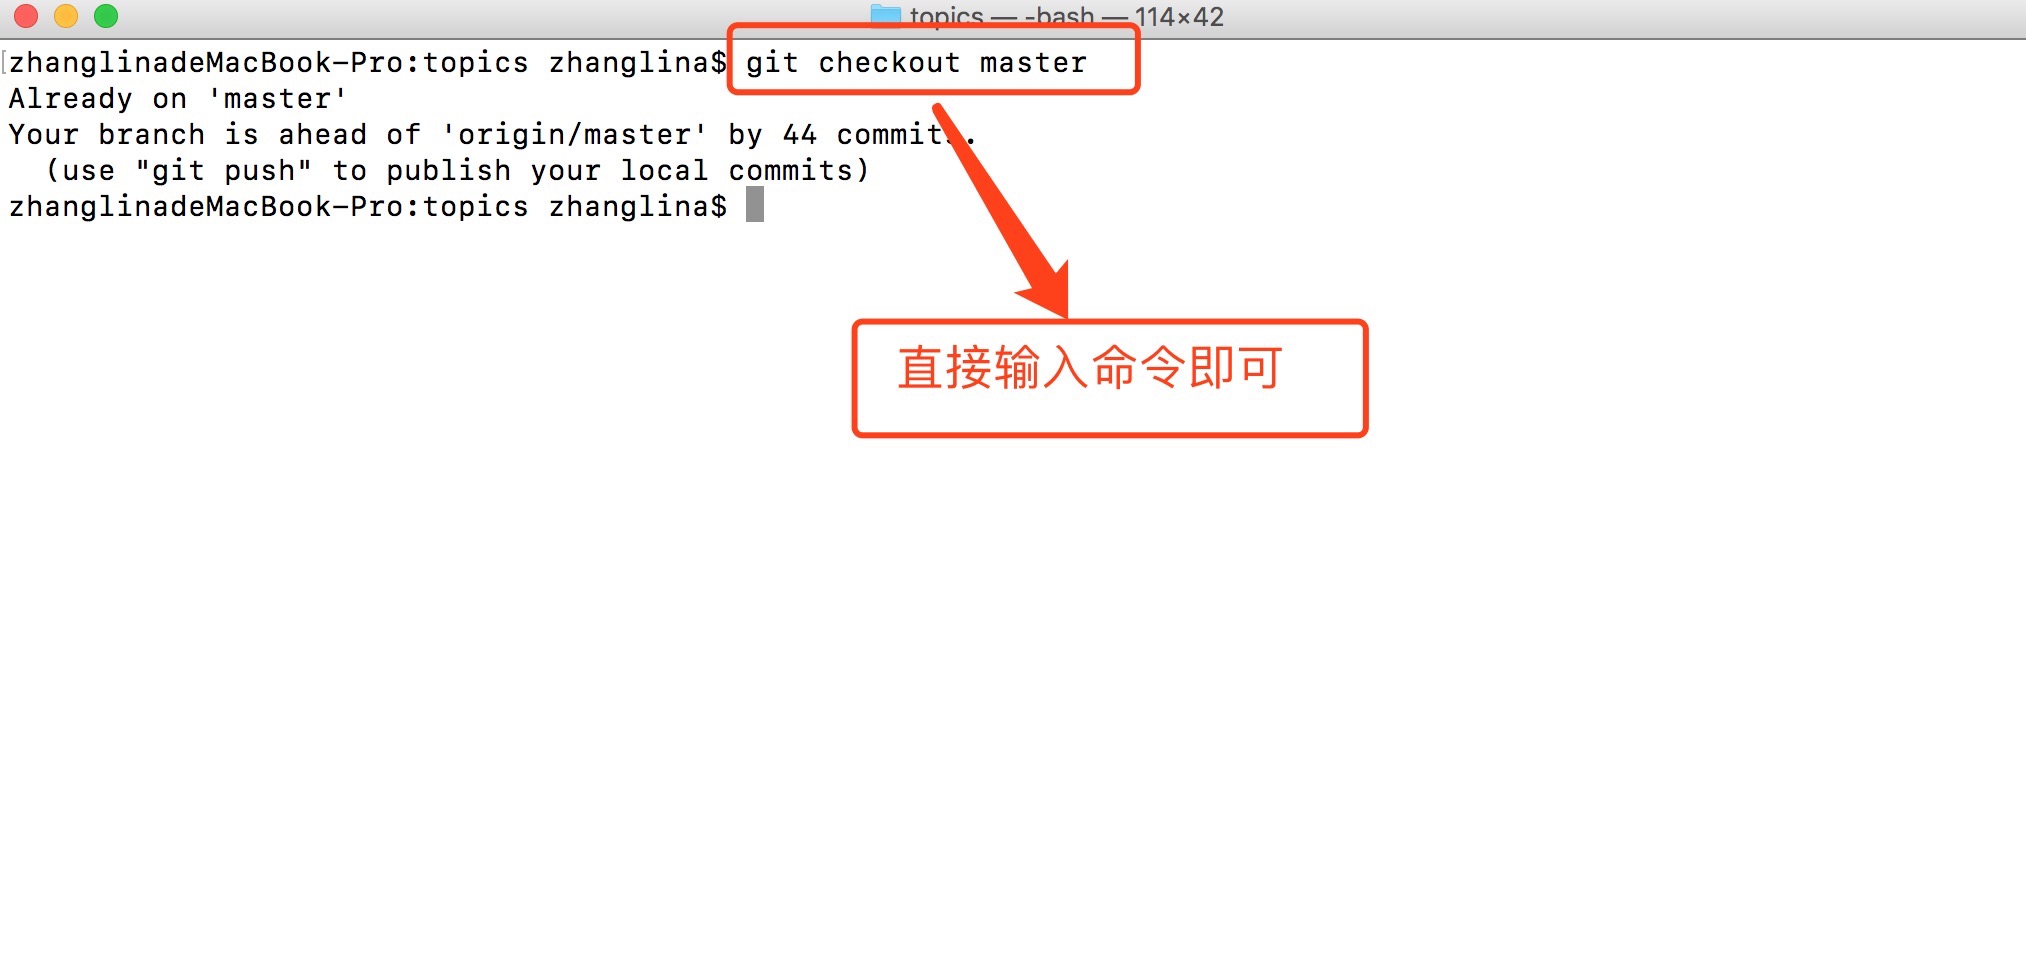 topics — -bash — 114×42
zhanglinadeMacBook-Pro:topics zhanglina$ git checkout master
Already on 'master'
Your branch is ahead of 'origin/master' by 44 commits.
(use "git push" to publish your local commits)
zhanglinadeMacBook-Pro:topics zhanglina$
直接输入命令即可